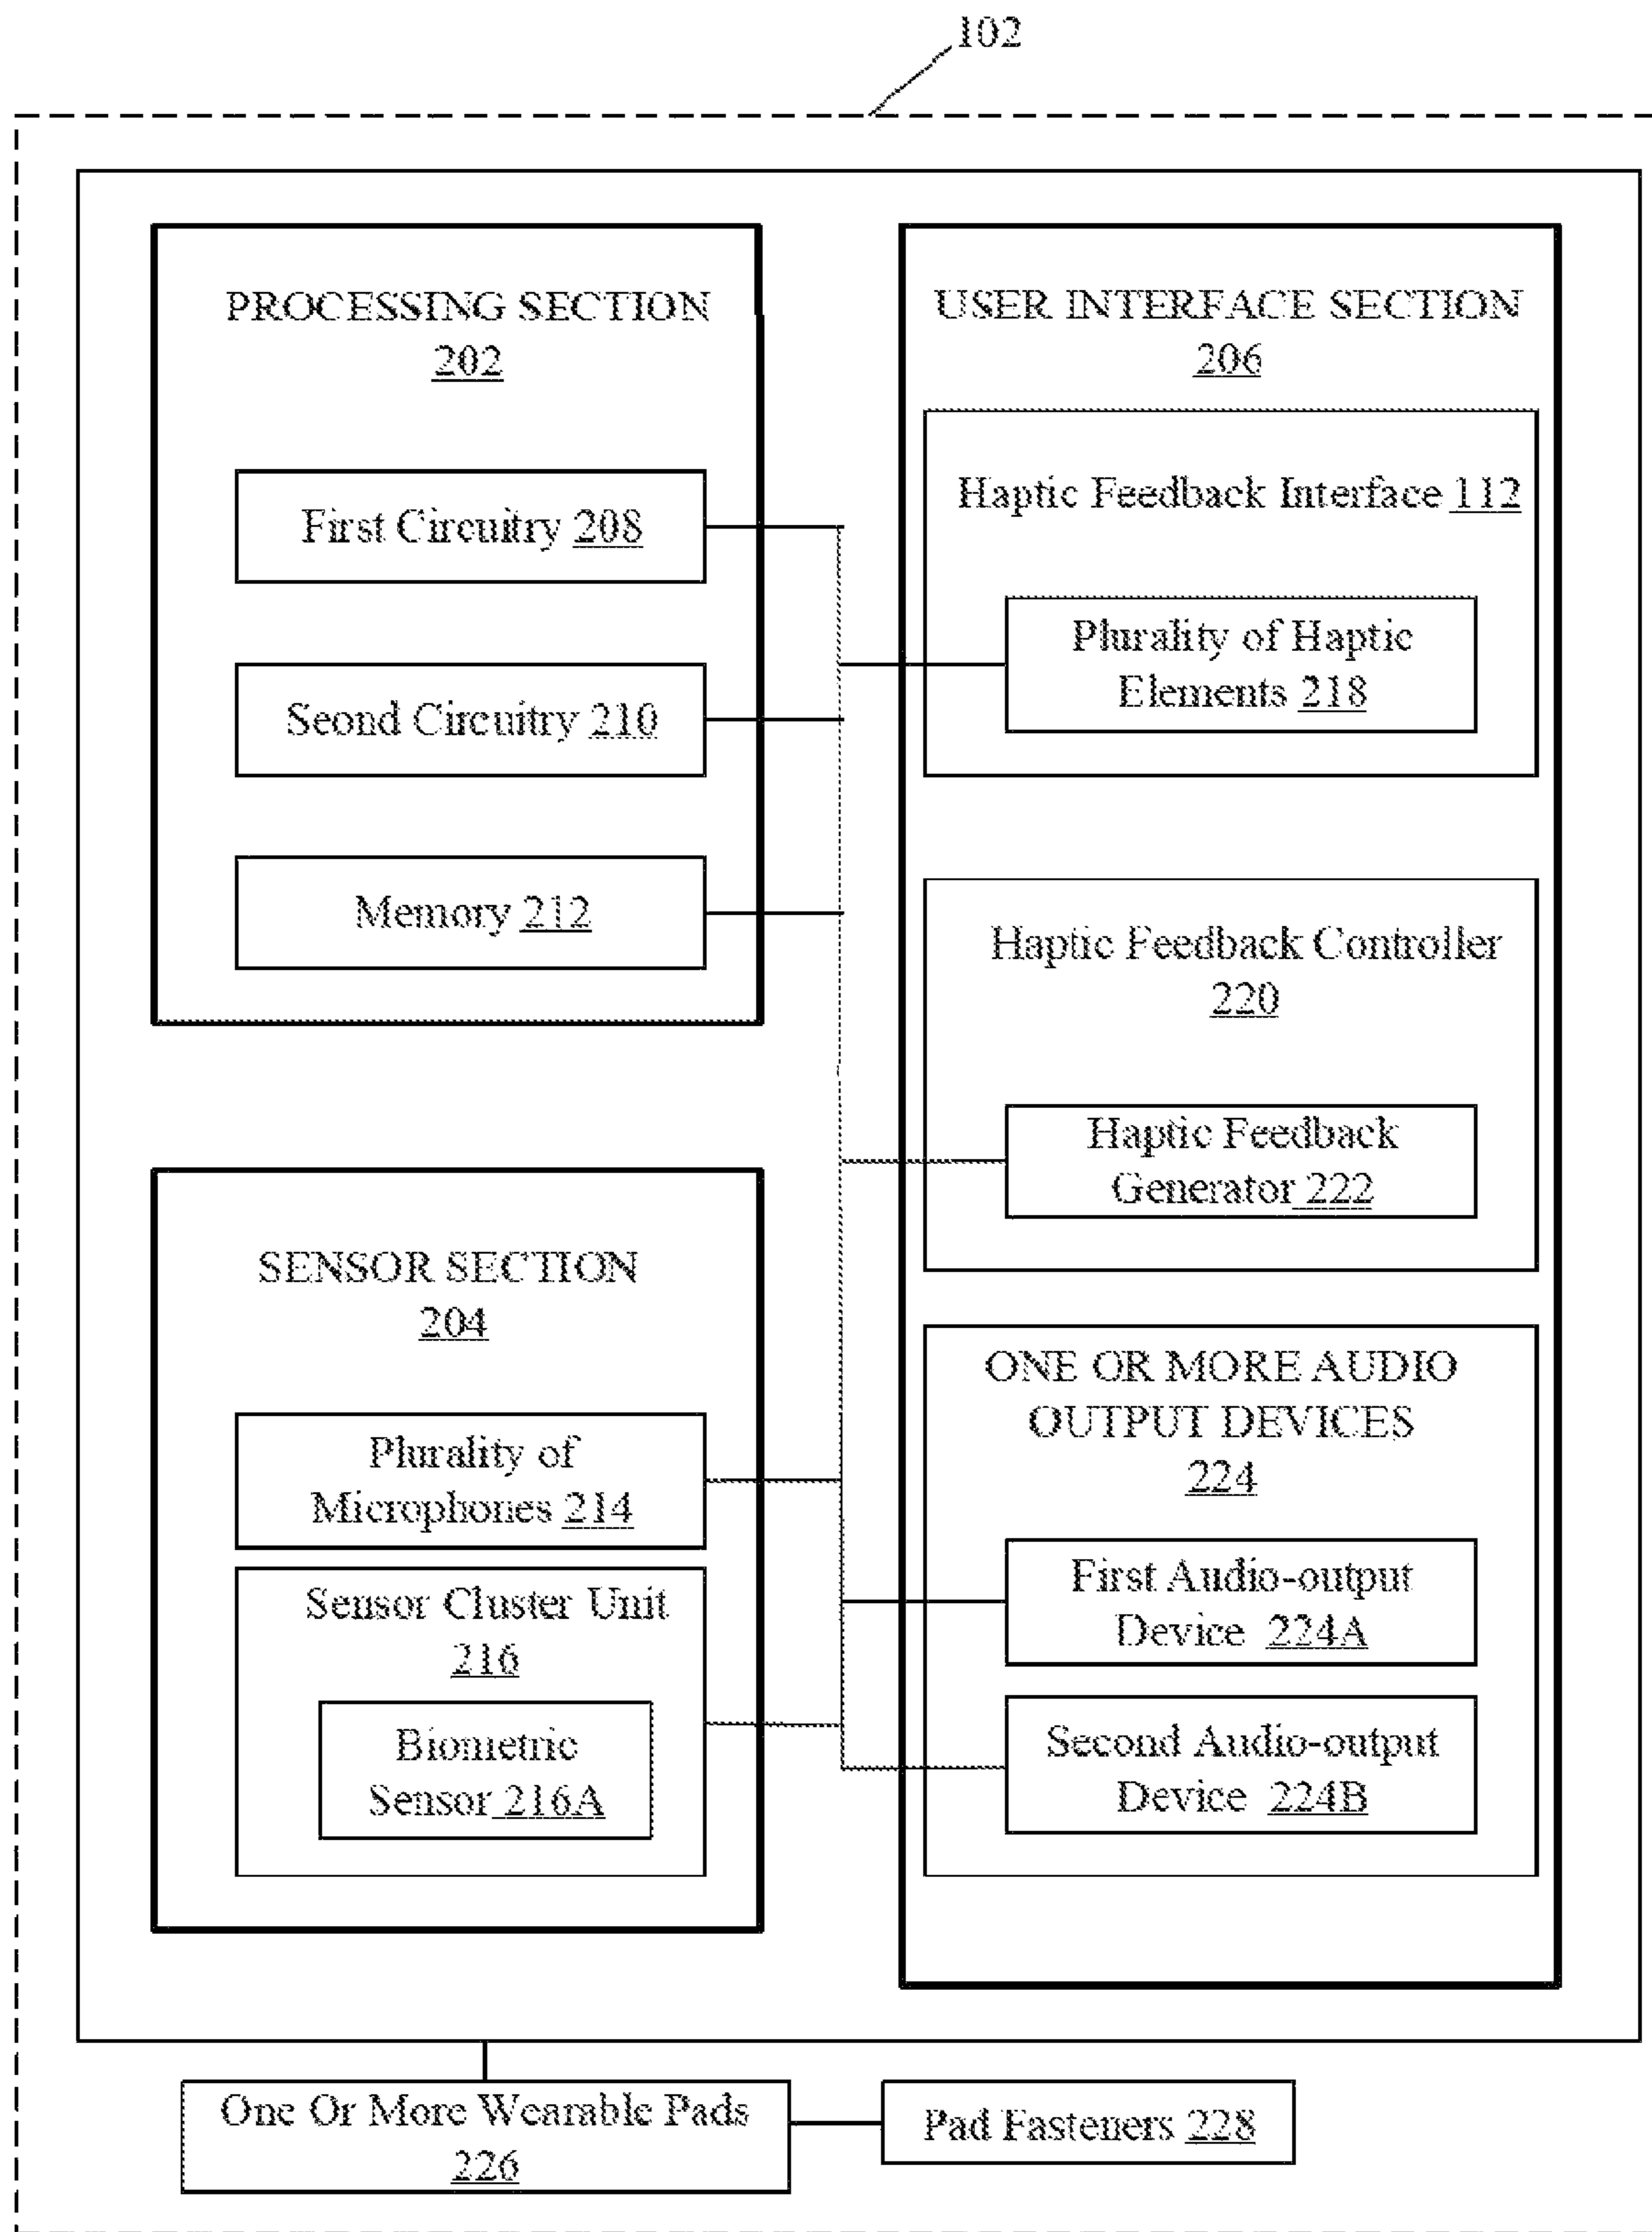 102
PROCESSING SECTION
202
First Circuitry 208
Seond Circuitry 210
Memory 212
SENSOR SECTION
204
Plurality of
Microphones 214
Sensor Cluster Unit
216
Biometric
Sensor 216A
USER INTERFACE SECTION
206
Haptic Feedback Interface 112
Plurality of Haptic
Elements 218
Haptic Feedback Controller
220
Haptic Feedback
Generator 222
ONE OR MORE AUDIO
OUTPUT DEVICES
224
First Audio-output
Device 224A
Second Audio-output
Device 224B
One Or More Wearable Pads
226
Pad Fasteners 228